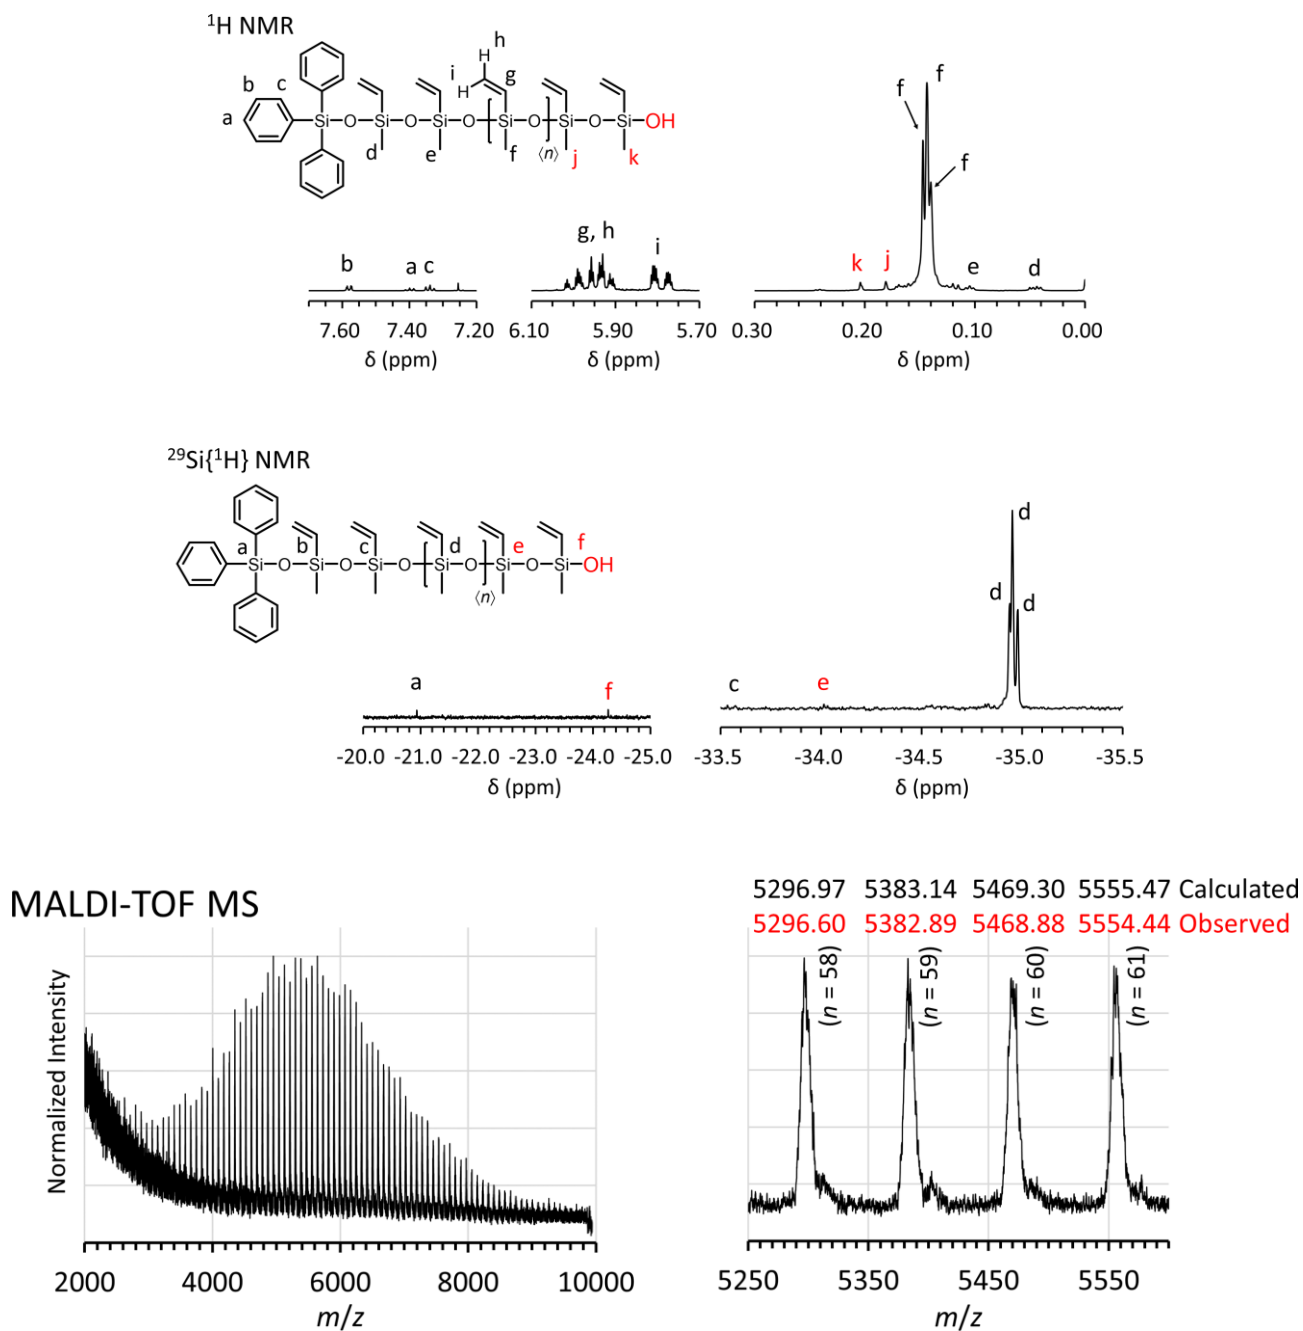 ¹H NMR
h
i
H
H
g
b
c
a
Si
O
Si
O
Si
O
Si
O
Si
O
Si
OH
d
e
f
⟨n⟩
j
k
b
a
c
g, h
i
k
j
f
f
f
e
d
7.60
7.40
7.20
6.10
5.90
5.70
0.30
0.20
0.10
0.00
δ (ppm)
δ (ppm)
δ (ppm)
²⁹Si{¹H} NMR
a
b
c
d
e
f
Si
O
Si
O
Si
O
Si
O
Si
O
Si
OH
⟨n⟩
a
f
c
e
d
d
d
-20.0 -21.0 -22.0 -23.0 -24.0 -25.0
-33.5
-34.0
-34.5
-35.0
-35.5
δ (ppm)
δ (ppm)
MALDI-TOF MS
5296.97 5383.14 5469.30 5555.47 Calculated
5296.60 5382.89 5468.88 5554.44 Observed
(n = 58)
(n = 59)
(n = 60)
(n = 61)
Normalized Intensity
2000
4000
6000
8000
10000
m/z
5250
5350
5450
5550
m/z